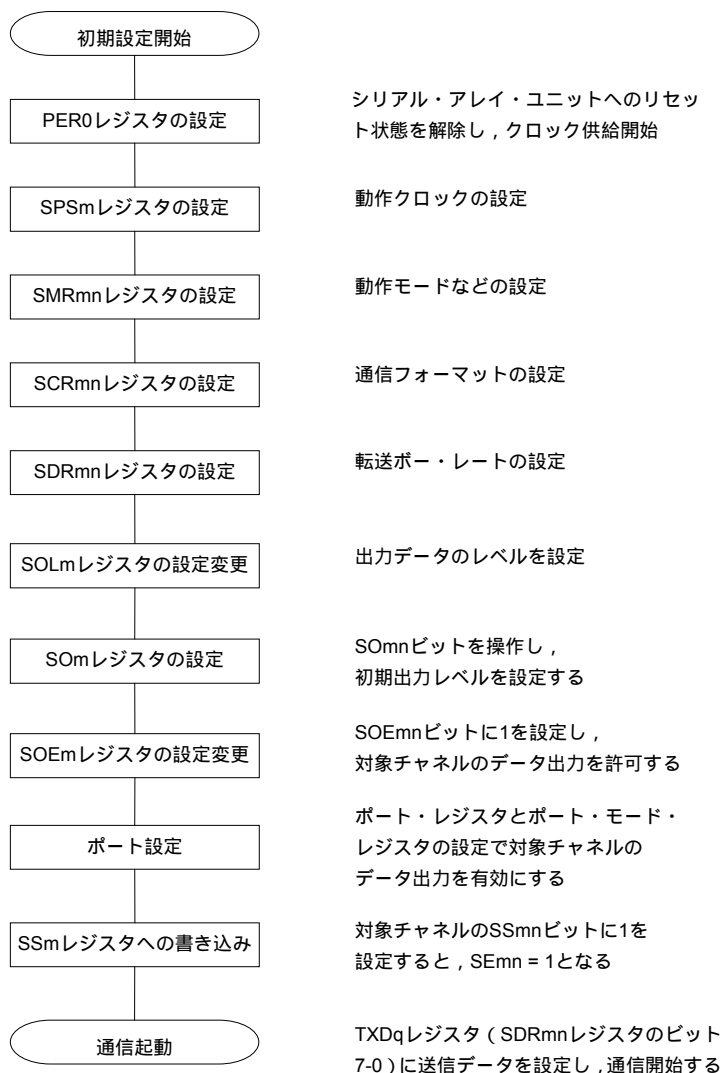 初期設定開始
PER0レジスタの設定
シリアル・アレイ・ユニットへのリセッ
ト状態を解除し，クロック供給開始
SPSmレジスタの設定
動作クロックの設定
SMRmnレジスタの設定
動作モードなどの設定
SCRmnレジスタの設定
通信フォーマットの設定
SDRmnレジスタの設定
転送ボー・レートの設定
SOLmレジスタの設定変更
出力データのレベルを設定
SOmレジスタの設定
SOmnビットを操作し，
初期出力レベルを設定する
SOEmレジスタの設定変更
SOEmnビットに1を設定し，
対象チャネルのデータ出力を許可する
ポート設定
ポート・レジスタとポート・モード・
レジスタの設定で対象チャネルの
データ出力を有効にする
SSmレジスタへの書き込み
対象チャネルのSSmnビットに1を
設定すると，SEmn = 1となる
通信起動
TXDqレジスタ（SDRmnレジスタのビット
7-0）に送信データを設定し，通信開始する